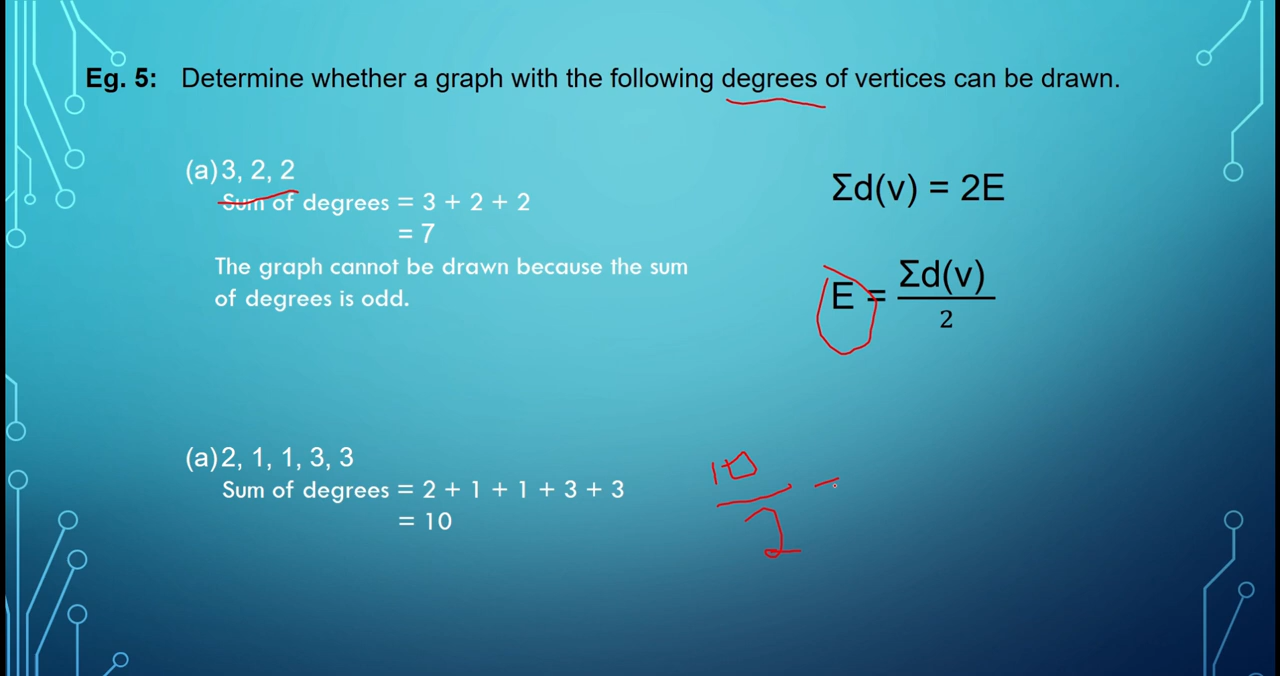 Eg. 5: Determine whether a graph with the following degrees of vertices can be drawn.
(a)3, 2, 2
Sum of degrees = 3 + 2 + 2
= 7
The graph cannot be drawn because the sum
of degrees is odd.
Σd(v) = 2E
E = Σd(v)
2
(a)2, 1, 1, 3, 3
Sum of degrees = 2 + 1 + 1 + 3 + 3
= 10
10
2